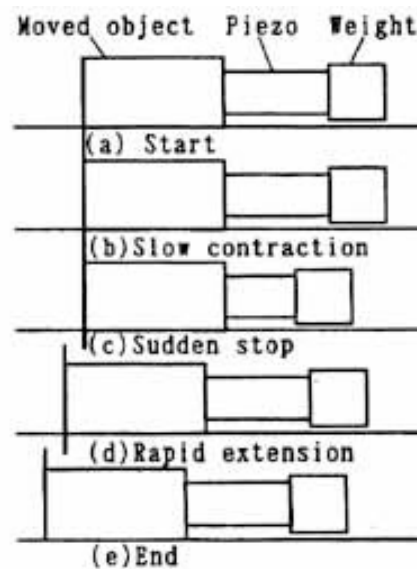 Moved object Piezo Weight
(a) Start
(b)Slow contraction
(c)Sudden stop
(d)Rapid extension
(e)End